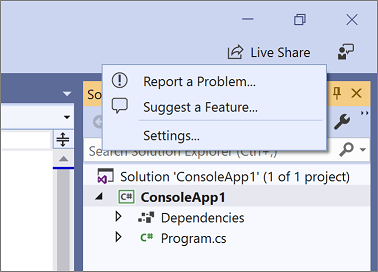 Live Share
Report a Problem...
Suggest a Feature...
Settings...
So
Search Solution Explorer (Ctrl+;)
Solution 'ConsoleApp1' (1 of 1 project)
C# ConsoleApp1
Dependencies
C# Program.cs